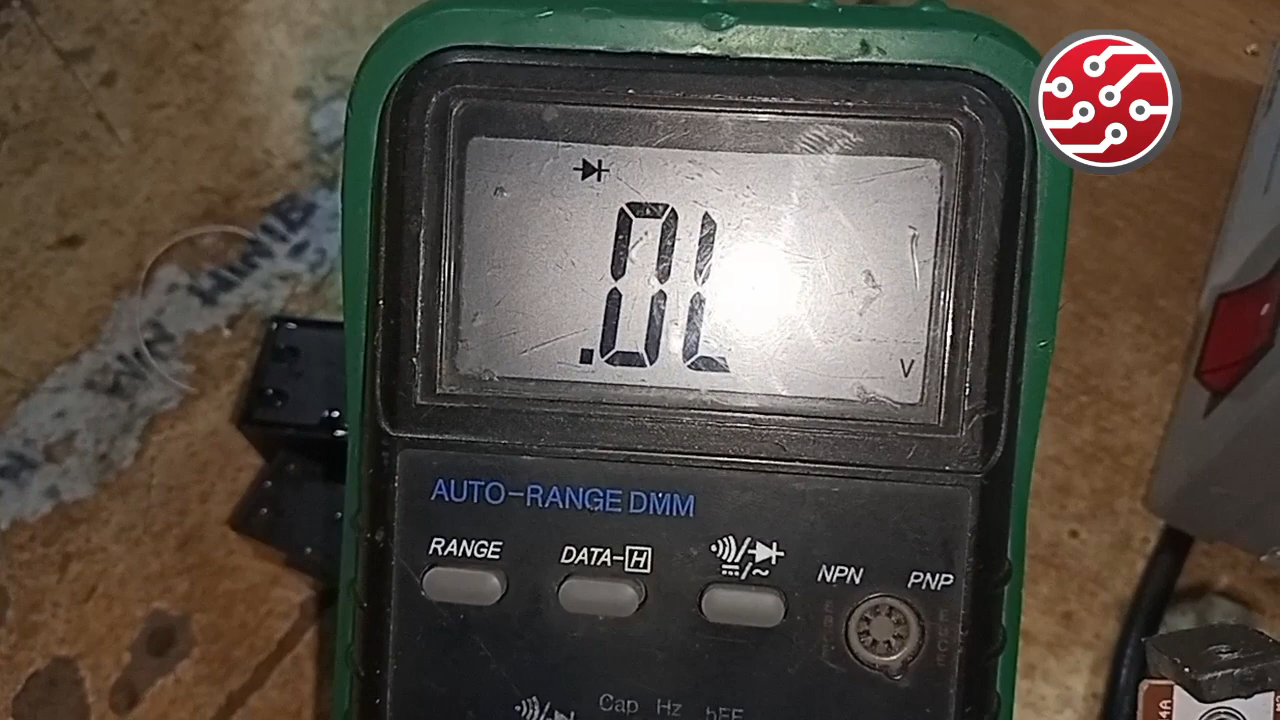 .0L
V
AUTO-RANGE DMM
RANGE
DATA-H
NPN
PNP
Cap Hz hFE